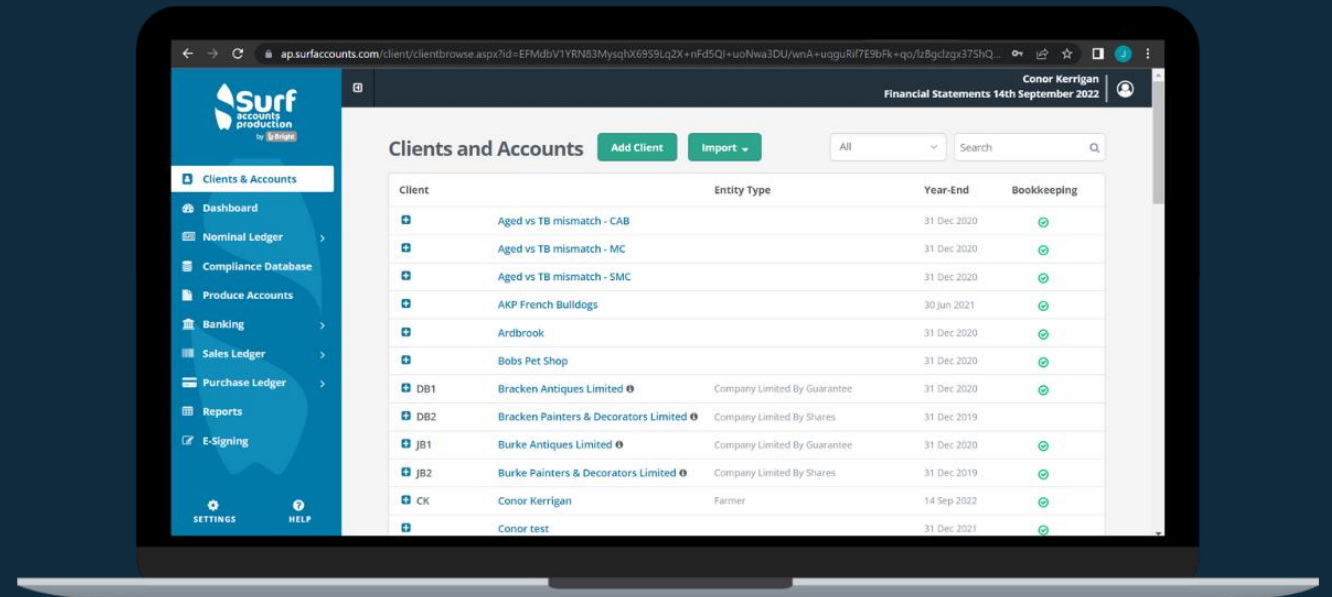 ap.surfaccounts.com/client/clientbrowse.aspx?id=
Conor Kerrigan
Financial Statements 14th September 2022
J
Surf
accounts
production
by Bright
Clients & Accounts
Dashboard
Nominal Ledger
Compliance Database
Produce Accounts
Banking
Sales Ledger
Purchase Ledger
Reports
E-Signing
SETTINGS HELP
Clients and Accounts Add Client Import All Search
Client Entity Type Year-End Bookkeeping
Aged vs TB mismatch - CAB 31 Dec 2020
Aged vs TB mismatch - MC 31 Dec 2020
Aged vs TB mismatch - SMC 31 Dec 2020
AKP French Bulldogs 30 Jun 2021
Ardbrook 31 Dec 2020
Bobs Pet Shop 31 Dec 2020
DB1 Bracken Antiques Limited Company Limited By Guarantee 31 Dec 2020
DB2 Bracken Painters & Decorators Limited Company Limited By Shares 31 Dec 2019
JB1 Burke Antiques Limited Company Limited By Guarantee 31 Dec 2020
JB2 Burke Painters & Decorators Limited Company Limited By Shares 31 Dec 2019
CK Conor Kerrigan Farmer 14 Sep 2022
Conor test 31 Dec 2021